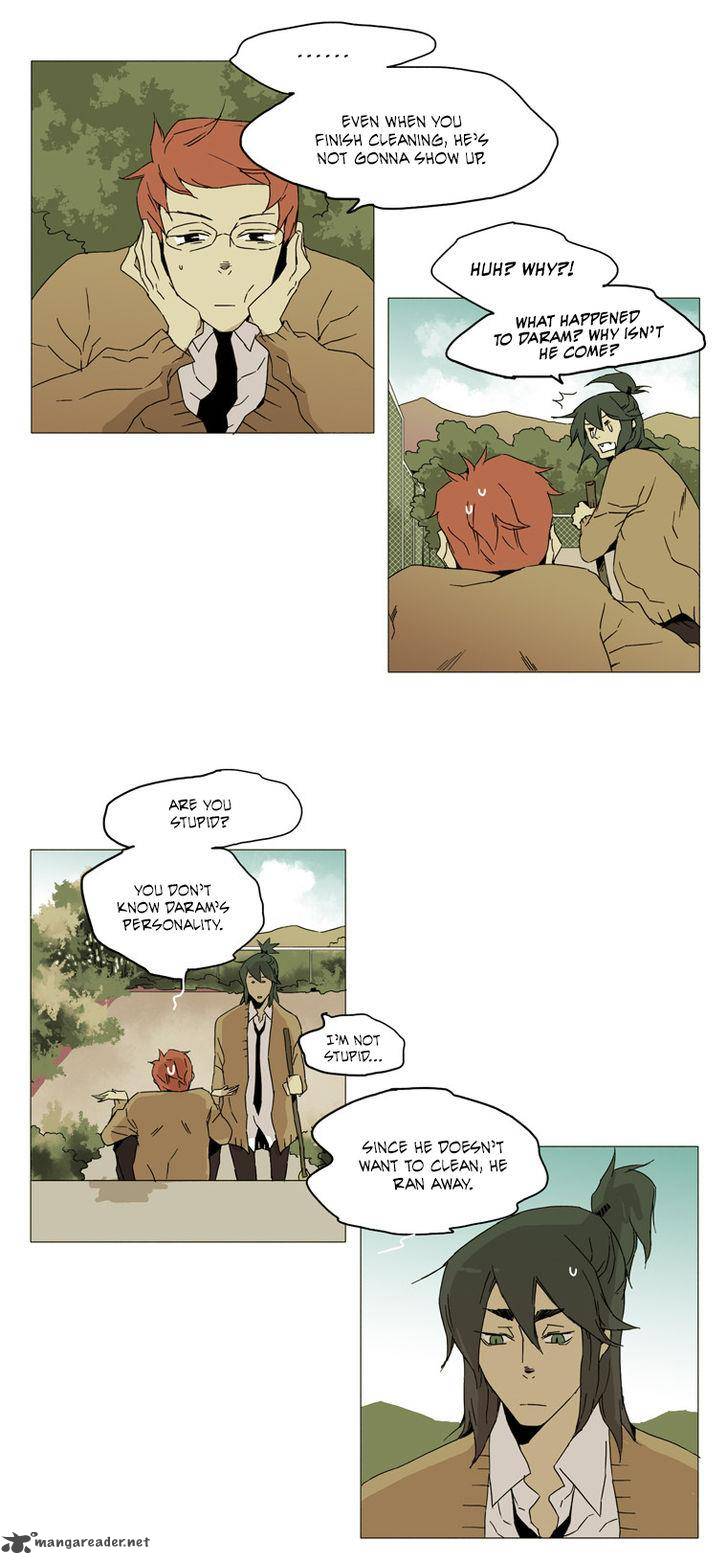 ......
EVEN WHEN YOU
FINISH CLEANING, HE'S
NOT GONNA SHOW UP.
HUH? WHY?!
WHAT HAPPENED
TO DARAM? WHY ISN'T
HE COME?
ARE YOU
STUPID?
YOU DON'T
KNOW DARAM'S
PERSONALITY.
I'M NOT
STUPID...
SINCE HE DOESN'T
WANT TO CLEAN, HE
RAN AWAY.
mangareader.net